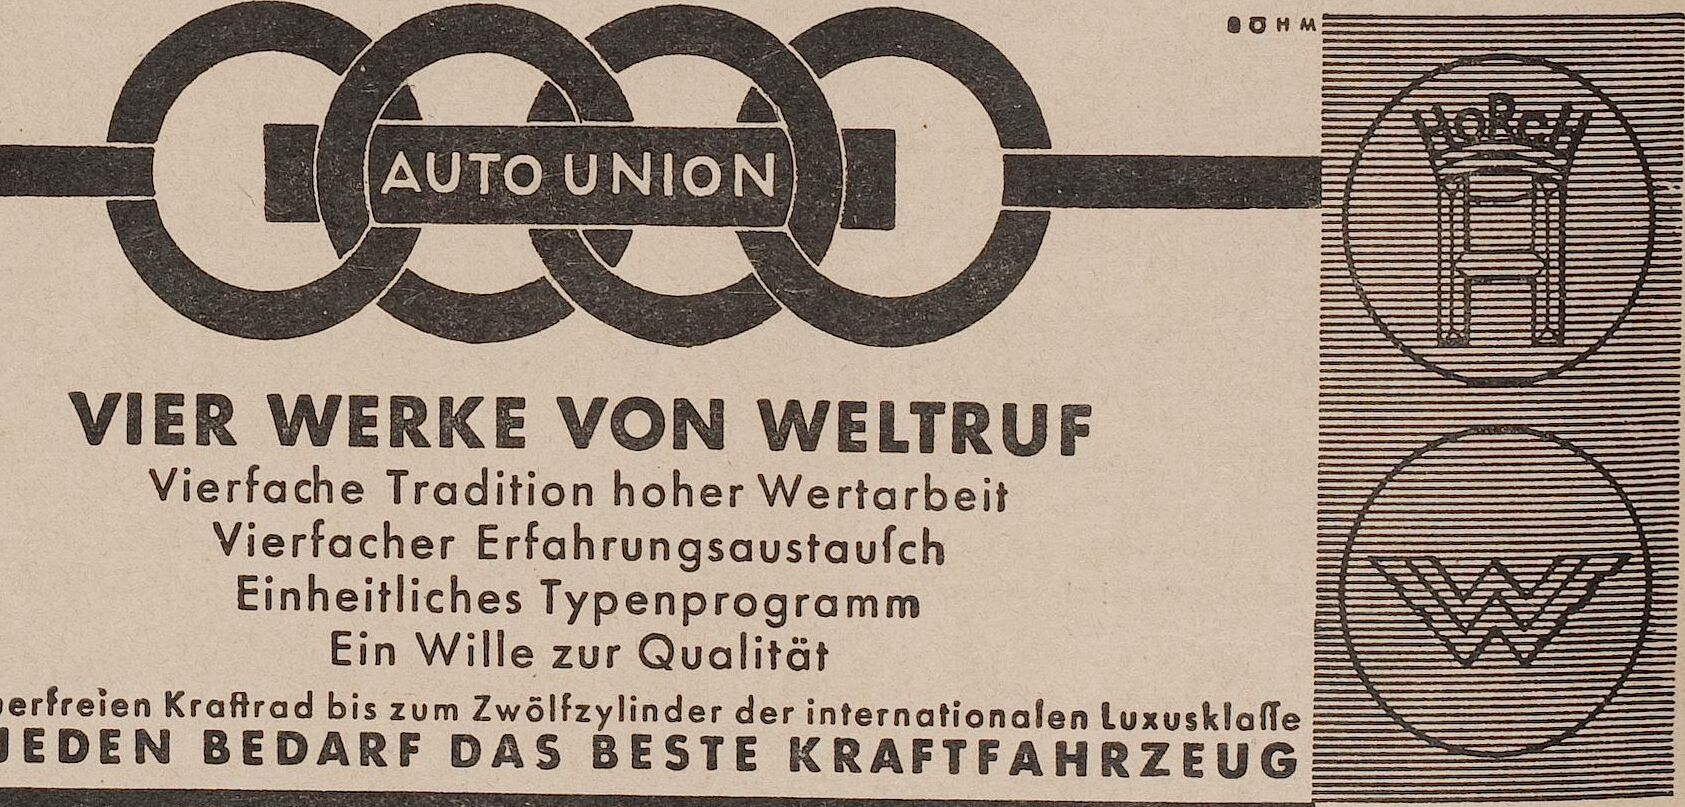 BÖHM
HORCH
AUTO UNION
VIER WERKE VON WELTRUF
Vierfache Tradition hoher Wertarbeit
Vierfacher Erfahrungsaustauſch
Einheitliches Typenprogramm
Ein Wille zur Qualität
erfreien Kraftrad bis zum Zwölfzylinder der internationalen Luxusklaſſe
JEDEN BEDARF DAS BESTE KRAFTFAHRZEUG
W